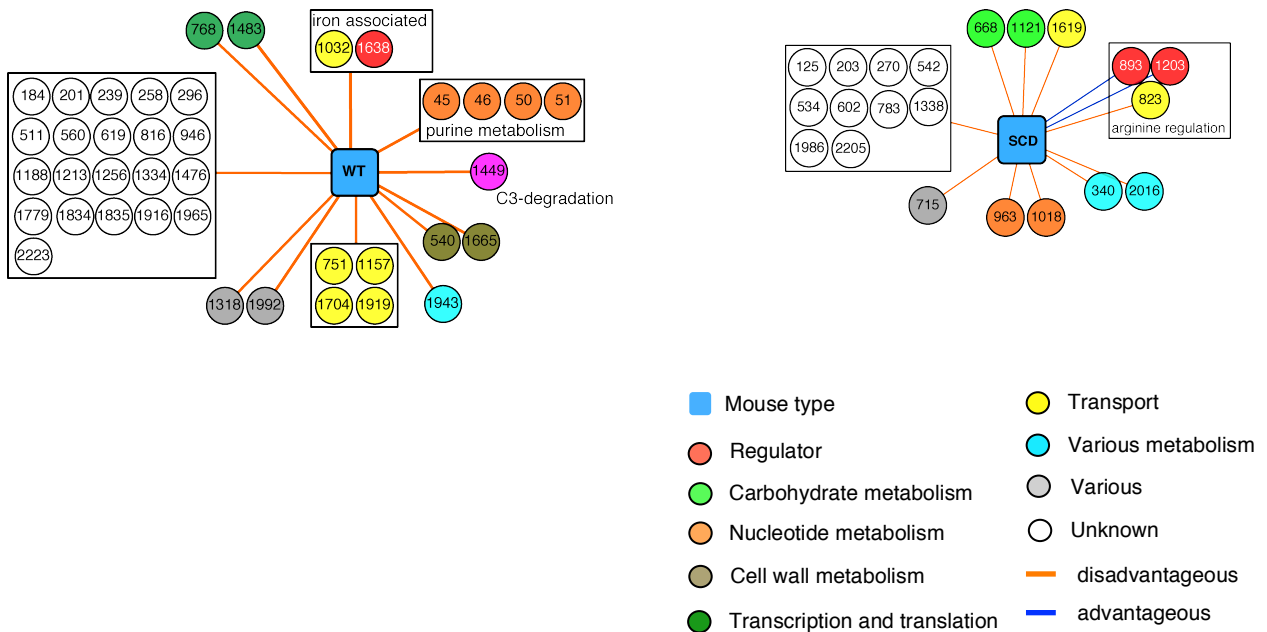 768 1483
iron associated
1032 1638
45 46 50 51
purine metabolism
184 201 239 258 296
511 560 619 816 946
1188 1213 1256 1334 1476
1779 1834 1835 1916 1965
2223
WT
1449
C3-degradation
540 1665
751 1157
1704 1919
1943
1318 1992
668 1121 1619
125 203 270 542
534 602 783 1338
1986 2205
893 1203
823
arginine regulation
SCD
715
963 1018
340 2016
Mouse type
Regulator
Carbohydrate metabolism
Nucleotide metabolism
Cell wall metabolism
Transcription and translation
Transport
Various metabolism
Various
Unknown
disadvantageous
advantageous